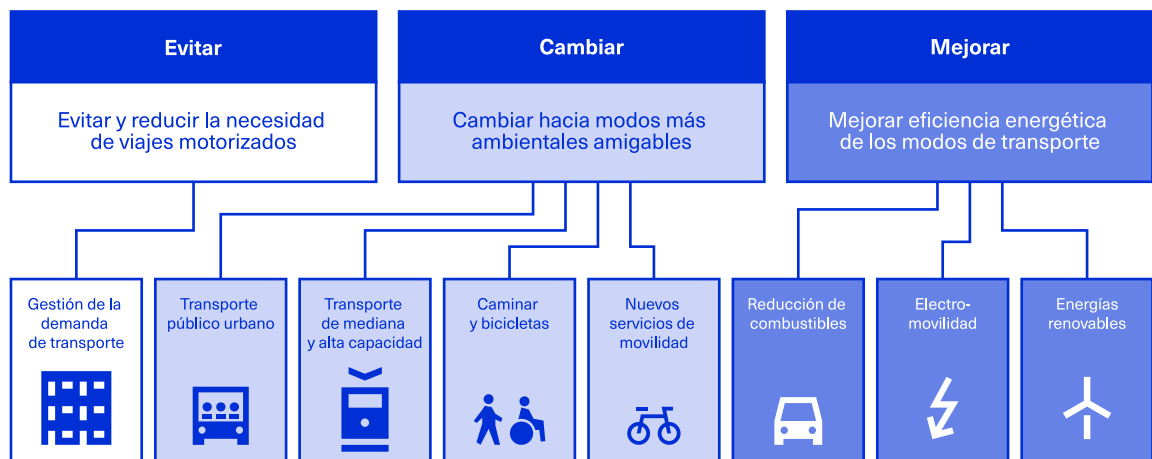 Evitar
Cambiar
Mejorar
Evitar y reducir la necesidad
de viajes motorizados
Cambiar hacia modos más
ambientales amigables
Mejorar eficiencia energética
de los modos de transporte
Gestión de la
demanda
de transporte
Transporte
público urbano
Transporte
de mediana
y alta capacidad
Caminar
y bicicletas
Nuevos
servicios de
movilidad
Reducción de
combustibles
Electro-
movilidad
Energías
renovables